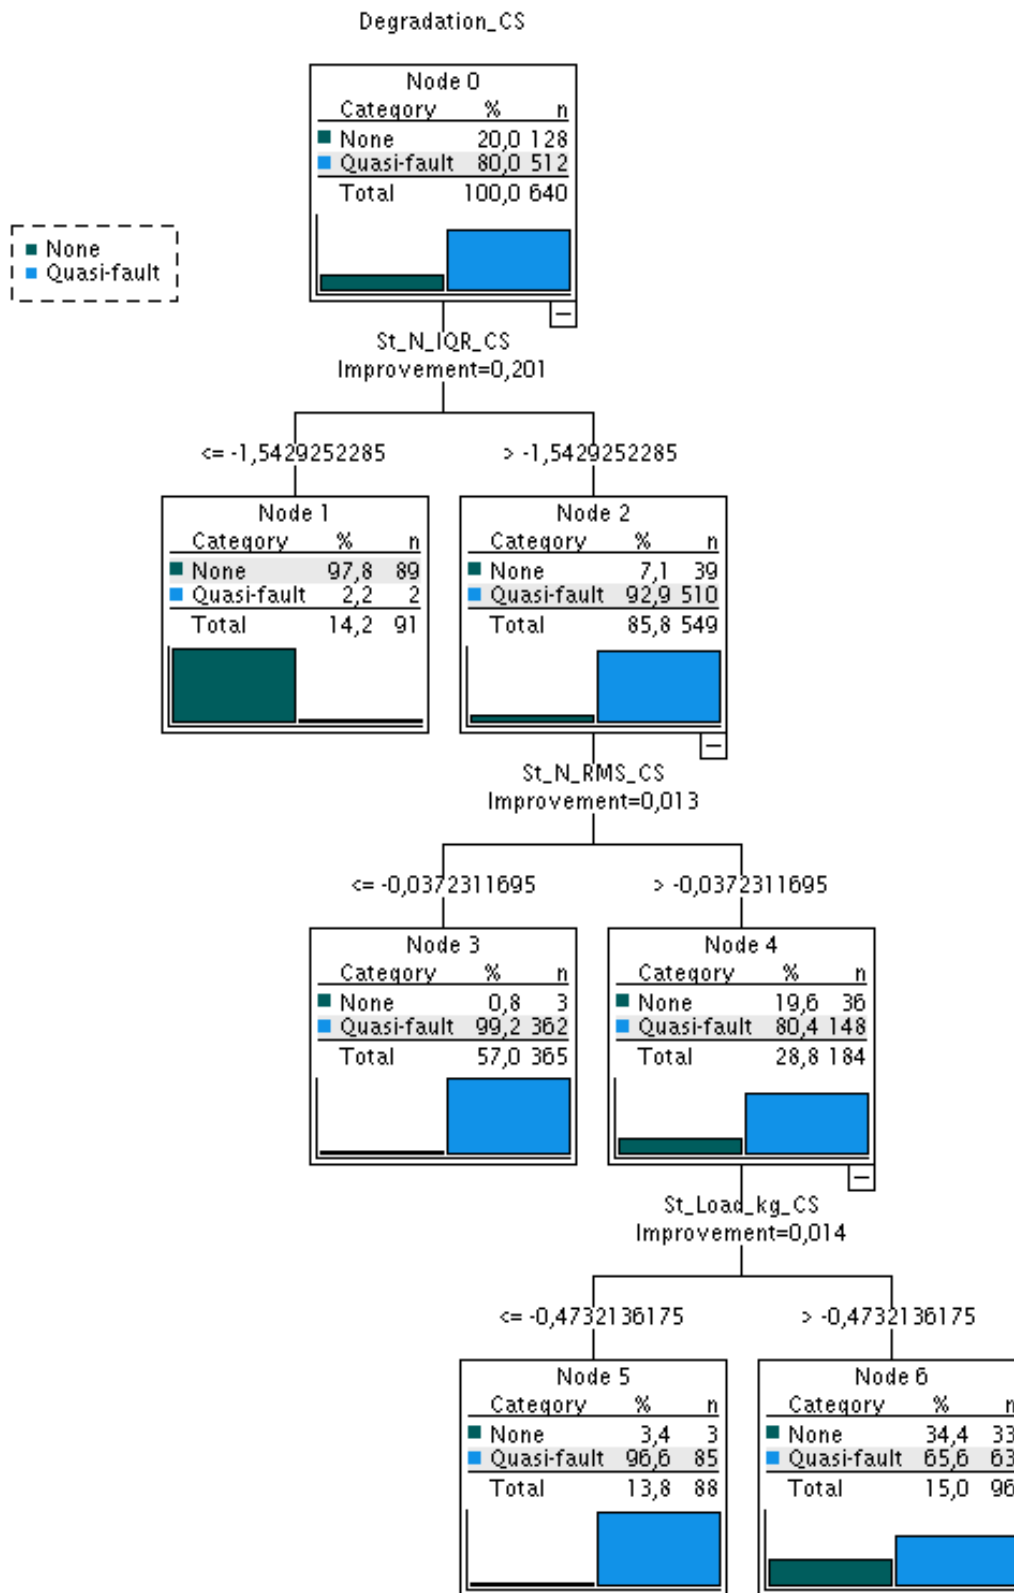 Degradation_CS
Node 0
Category % n
None 20,0 128
Quasi-fault 80,0 512
Total 100,0 640
None
Quasi-fault
St_N_IQR_CS
Improvement=0,201
<= -1,5429252285
> -1,5429252285
Node 1
Category % n
None 97,8 89
Quasi-fault 2,2 2
Total 14,2 91
Node 2
Category % n
None 7,1 39
Quasi-fault 92,9 510
Total 85,8 549
St_N_RMS_CS
Improvement=0,013
<= -0,0372311695
> -0,0372311695
Node 3
Category % n
None 0,8 3
Quasi-fault 99,2 362
Total 57,0 365
Node 4
Category % n
None 19,6 36
Quasi-fault 80,4 148
Total 28,8 184
St_Load_kg_CS
Improvement=0,014
<= -0,4732136175
> -0,4732136175
Node 5
Category % n
None 3,4 3
Quasi-fault 96,6 85
Total 13,8 88
Node 6
Category % n
None 34,4 33
Quasi-fault 65,6 63
Total 15,0 96